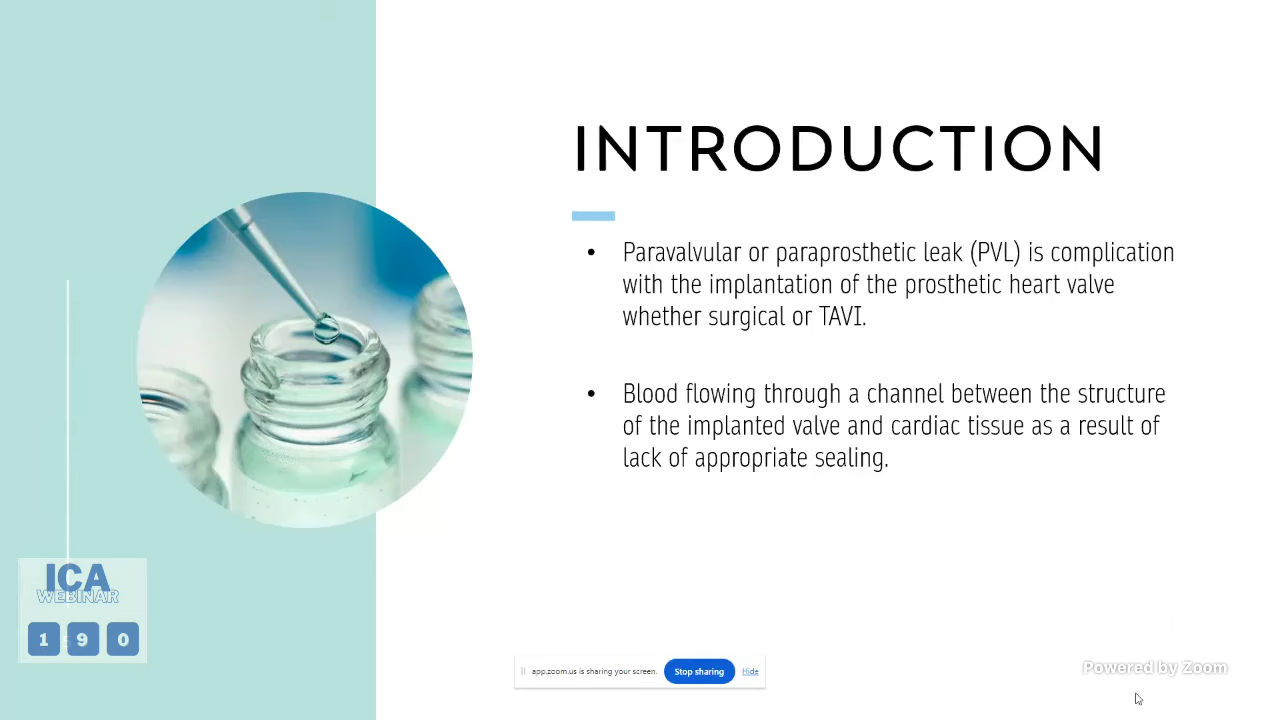 INTRODUCTION
• Paravalvular or paraprosthetic leak (PVL) is complication
with the implantation of the prosthetic heart valve
whether surgical or TAVI.
• Blood flowing through a channel between the structure
of the implanted valve and cardiac tissue as a result of
lack of appropriate sealing.
ICA
WEBINAR
1 9 0
app.zoom.us is sharing your screen. Stop sharing Hide
Powered by Zoom